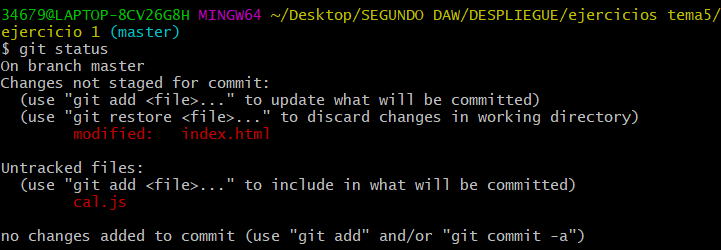 34679@LAPTOP-8CV26G8H MINGW64 ~/Desktop/SEGUNDO DAW/DESPLIEGUE/ejercicios tema5/
ejercicio 1 (master)
$ git status
On branch master
Changes not staged for commit:
  (use "git add <file>..." to update what will be committed)
  (use "git restore <file>..." to discard changes in working directory)
        modified:   index.html

Untracked files:
  (use "git add <file>..." to include in what will be committed)
        cal.js

no changes added to commit (use "git add" and/or "git commit -a")